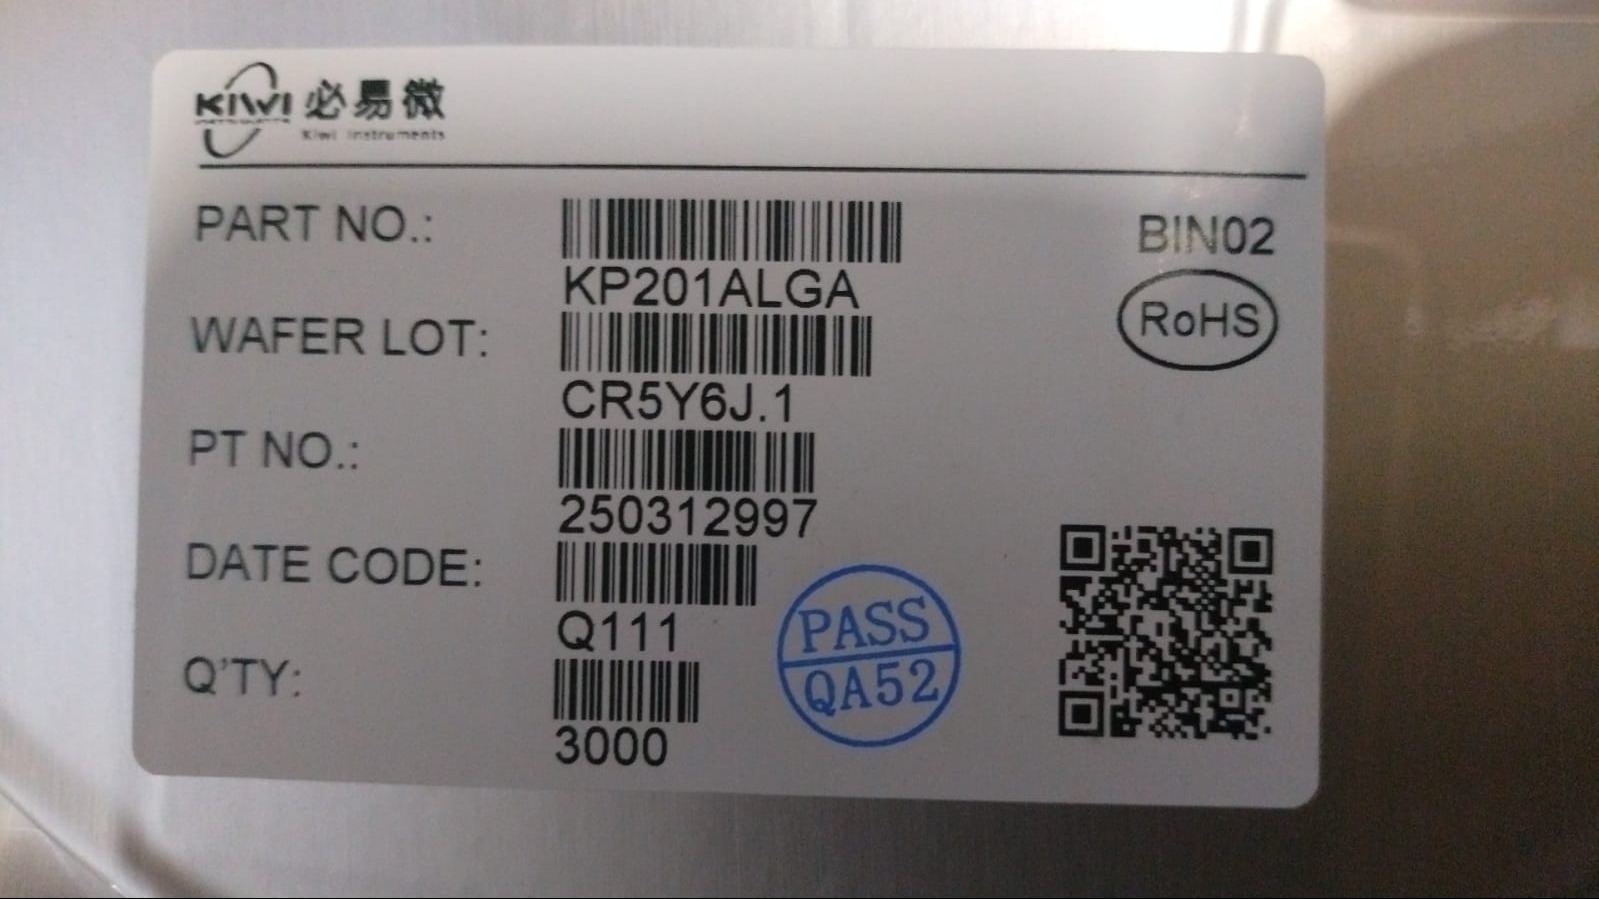 KIWI 必易微
Kiwi Instruments
PART NO.:
KP201ALGA
BIN02
RoHS
WAFER LOT:
CR5Y6J.1
PT NO.:
250312997
DATE CODE:
Q111
Q'TY:
3000
PASS
QA52